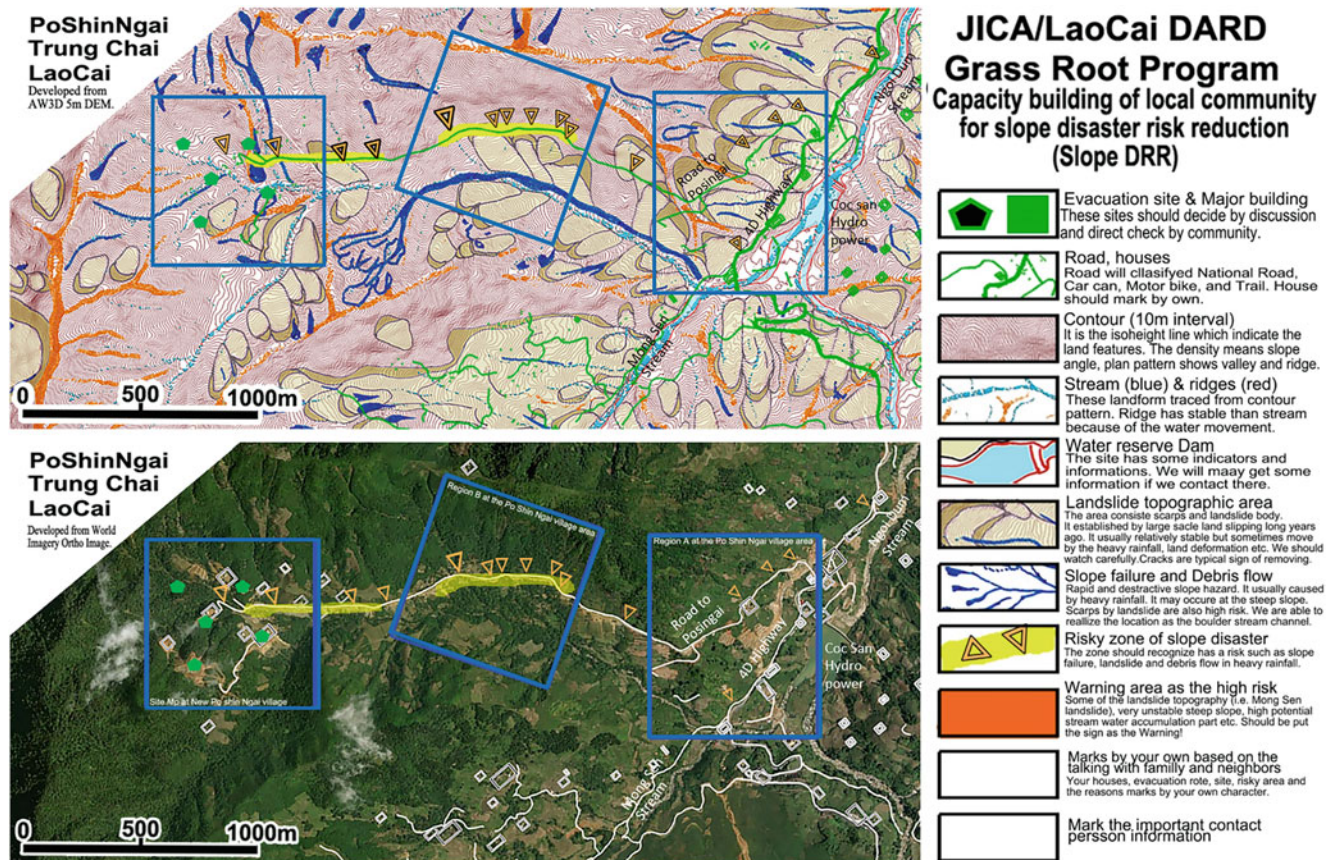 PoShinNgai
Trung Chai
LaoCai
Developed from
AW3D 5m DEM.
Ngoi Dum
Stream
Road to
Posingai
4D Highway
Coc san
Hydro
power
Mong Sen
Stream
500
1000m
PoShinNgai
Trung Chai
LaoCai
Developed from World
Imagery Ortho Image.
Region B at the Po Shin Ngai village area
Region A at the Po Shin Ngai village area
Ngoi Dum
Stream
Road to
Posingai
4D Highway
Coc San
Hydro
power
Site Mp at New Po shin Ngai village
Mong Sen
Stream
0
500
1000m
JICA/LaoCai DARD
Grass Root Program
Capacity building of local community
for slope disaster risk reduction
(Slope DRR)
Evacuation site & Major building
These sites should decide by discussion
and direct check by community.
Road, houses
Road will cllasifyed National Road,
Car can, Motor bike, and Trail. House
should mark by own.
Contour (10m interval)
It is the isoheight line which indicate the
land features. The density means slope
angle, plan pattern shows valley and ridge.
Stream (blue) & ridges (red)
These landform traced from contour
pattern. Ridge has stable than stream
because of the water movement.
Water reserve Dam
The site has some indicators and
informations. We will maay get some
information if we contact there.
Landslide topographic area
The area consiste scarps and landslide body.
It established by large sacle land slipping long years
ago. It usually relatively stable but sometimes move
by the heavy rainfall, land deformation etc. We should
watch carefully.Cracks are typical sign of removing.
Slope failure and Debris flow
Rapid and destractive slope hazard. It usually caused
by heavy rainfall. It may occure at the steep slope.
Scarps by landslide are also high risk. We are able to
reallize the location as the boulder stream channel.
Risky zone of slope disaster
The zone should recognize has a risk such as slope
failure, landslide and debris flow in heavy rainfall.
Warning area as the high risk
Some of the landslide topography (i.e. Mong Sen
landslide), very unstable steep slope, high potential
stream water accumulation part etc. Should be put
the sign as the Warning!
Marks by your own based on the
talking with familly and neighbors
Your houses, evacuation rote, site, risky area and
the reasons marks by your own character.
Mark the important contact
persson information